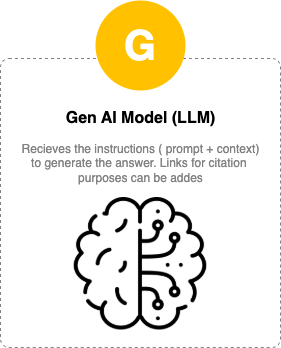 G
Gen AI Model (LLM)
Recieves the instructions ( prompt + context)
to generate the answer. Links for citation
purposes can be addes